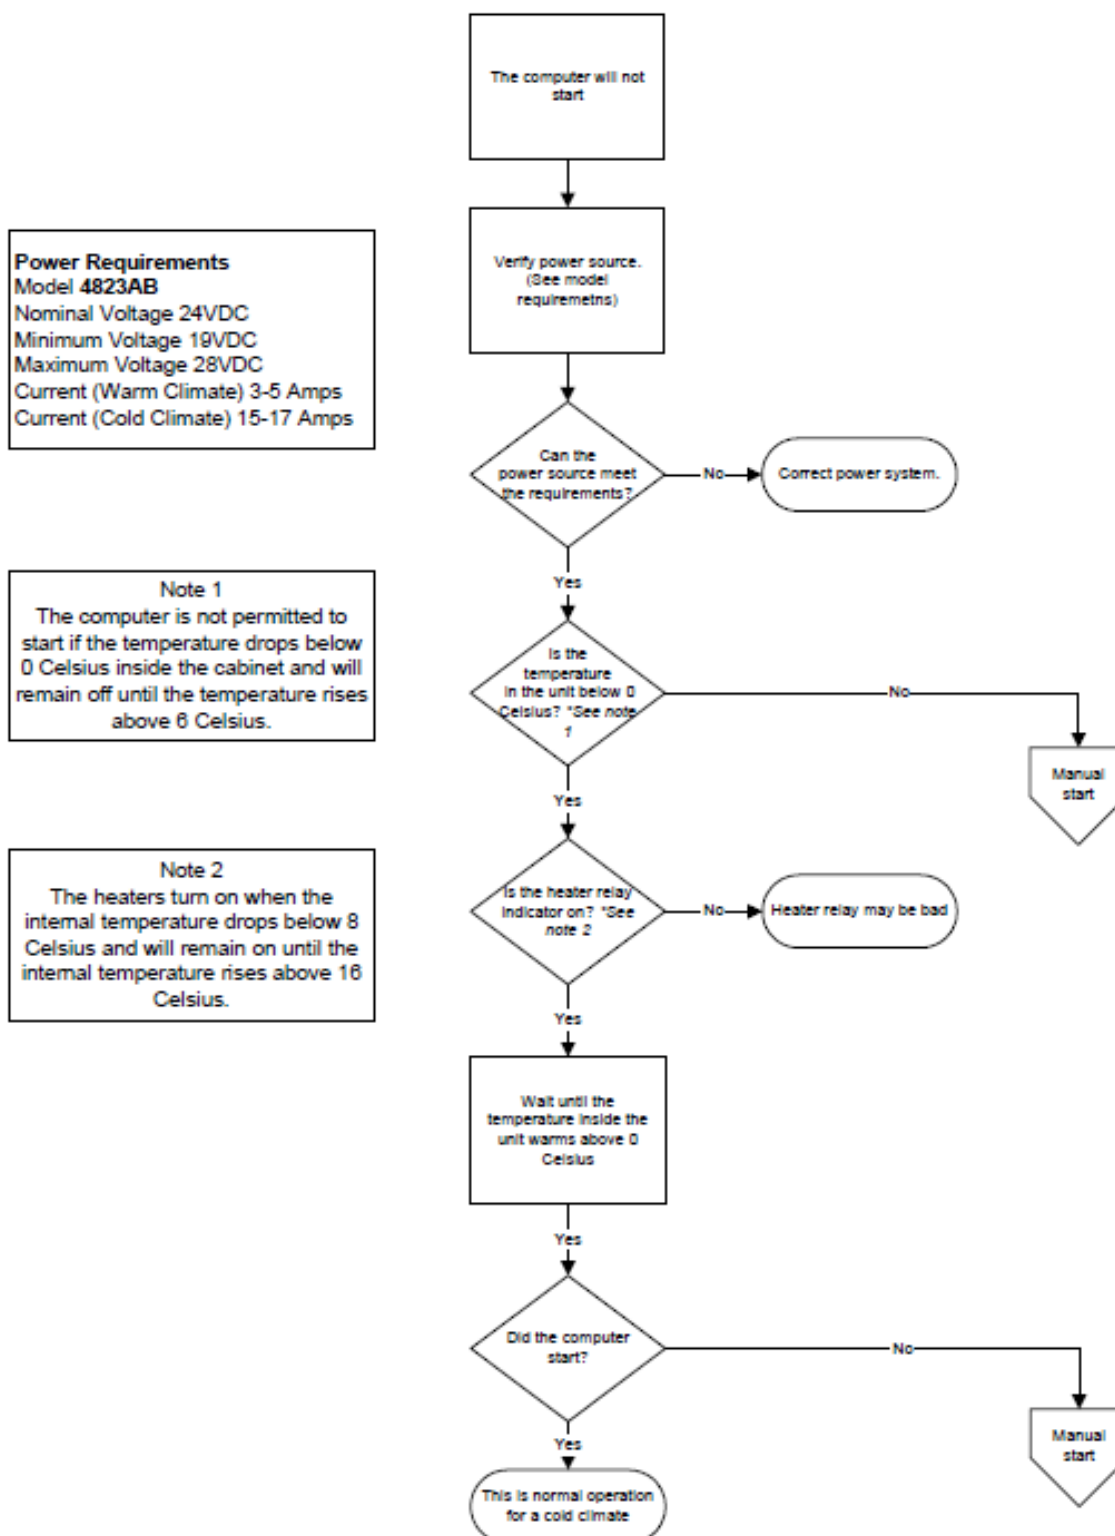 The computer will not
start
Verify power source.
(See model
requiremetns)
Power Requirements
Model 4823AB
Nominal Voltage 24VDC
Minimum Voltage 19VDC
Maximum Voltage 28VDC
Current (Warm Climate) 3-5 Amps
Current (Cold Climate) 15-17 Amps
Can the
power source meet
the requirements?
No
Correct power system.
Yes
Note 1
The computer is not permitted to
start if the temperature drops below
0 Celsius inside the cabinet and will
remain off until the temperature rises
above 6 Celsius.
Is the
temperature
in the unit below 0
Celsius? *See note
1
No
Manual
start
Yes
Note 2
The heaters turn on when the
internal temperature drops below 8
Celsius and will remain on until the
internal temperature rises above 16
Celsius.
Is the heater relay
indicator on? *See
note 2
No
Heater relay may be bad
Yes
Wait until the
temperature inside the
unit warms above 0
Celsius
Yes
Did the computer
start?
No
Manual
start
Yes
This is normal operation
for a cold climate